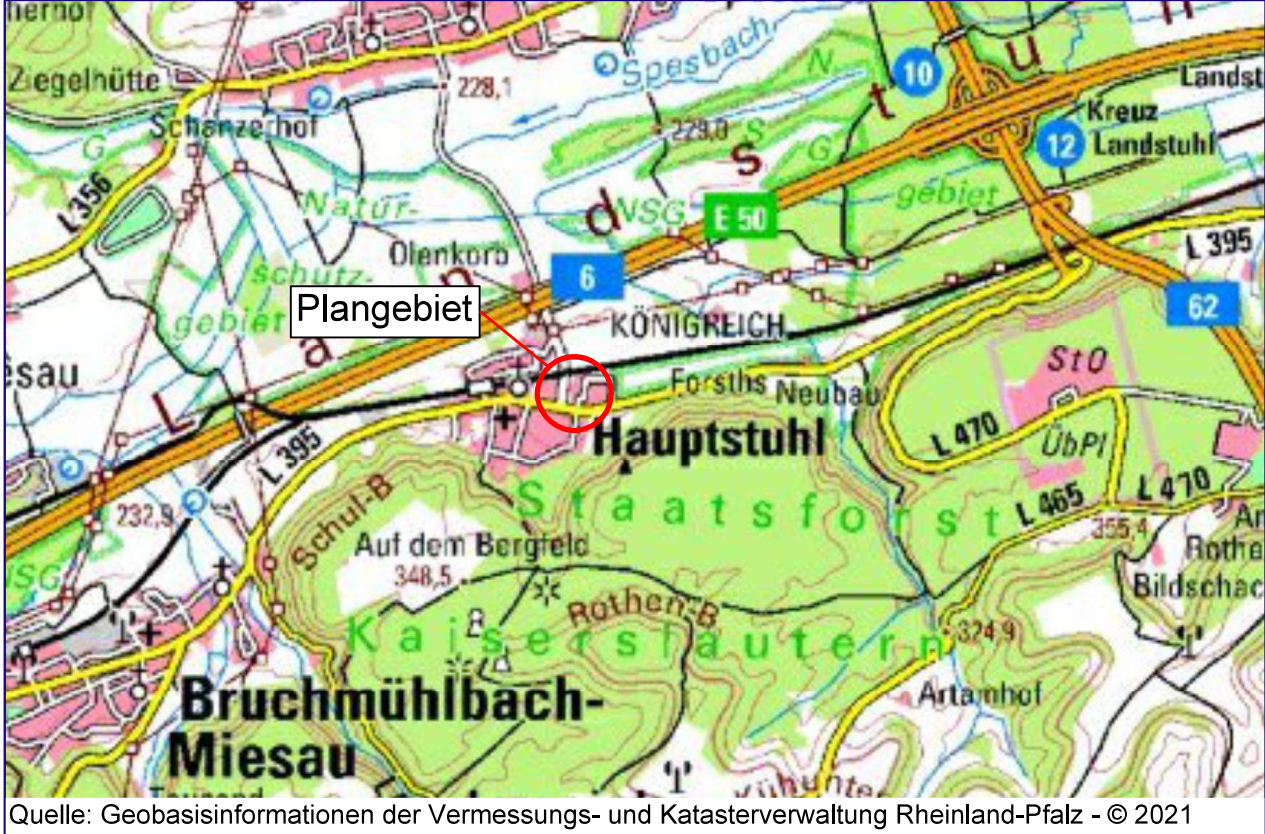 Ziegelhütte
Schanzerhof
228,1
Spesbach
N
S
G
229,0
10
Kreuz
Landstuhl
12
G
L 356
Natur-
schutz-
gebiet
Olenkorb
NSG
E 50
gebiet
L 395
6
62
L a n d s t u
Plangebiet
KÖNIGREICH
Forsths Neubau
Hauptstuhl
StO
ÜbPl
L 470
L 465
L 470
L 395
232,9
Schul-B
Auf dem Bergfeld
348,5
Rothen-B
Staatsforst
Kaiserslautern
355,4
Bildschac
324,9
Artamhof
Bruchmühlbach-
Miesau
Quelle: Geobasisinformationen der Vermessungs- und Katasterverwaltung Rheinland-Pfalz - © 2021